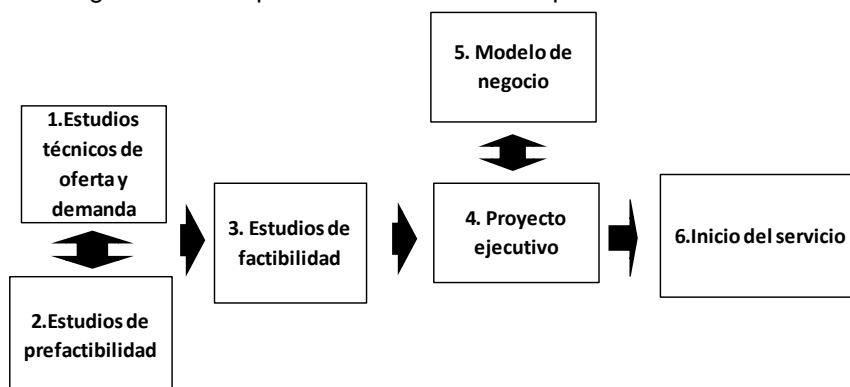 1.Estudios
técnicos de
oferta y
demanda
2.Estudios de
prefactibilidad
3. Estudios de
factibilidad
5. Modelo de
negocio
4. Proyecto
ejecutivo
6.Inicio del servicio